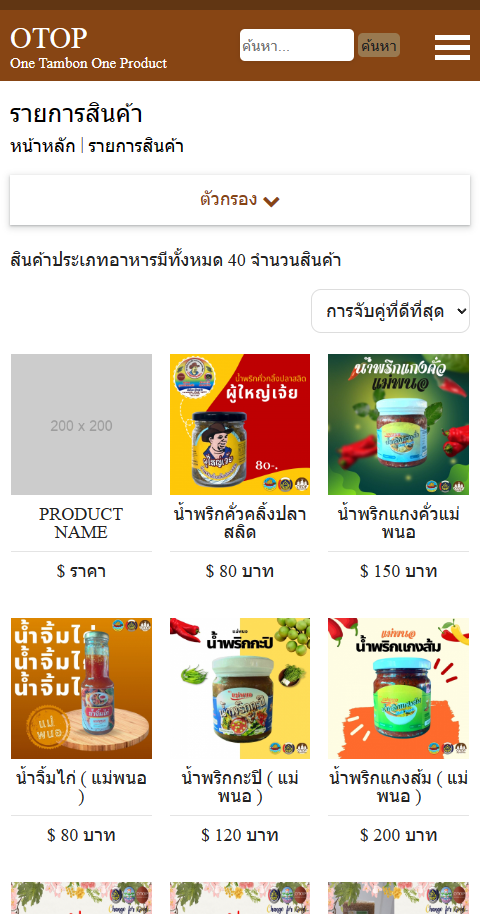 OTOP
One Tambon One Product
ค้นหา...
ค้นหา
รายการสินค้า
หน้าหลัก | รายการสินค้า
ตัวกรอง
สินค้าประเภทอาหารมีทั้งหมด 40 จำนวนสินค้า
การจับคู่ที่ดีที่สุด
200 x 200
น้ำพริกคั่วกลิ้งปลาสลิด
ผู้ใหญ่เจ้ย
ผู้ใหญ่เจ้ย
80.-
น้ำพริกแกงคั่ว
แม่พนอ
PRODUCT
NAME
น้ำพริกคั่วคลิ้งปลา
สลิด
น้ำพริกแกงคั่วแม่
พนอ
$ ราคา
$ 80 บาท
$ 150 บาท
น้ำจิ้มไก่
น้ำจิ้มไก่
น้ำจิ้มไก่
แม่
พนอ
แม่พนอ
น้ำพริกกะปิ
แม่พนอ
น้ำพริกแกงส้ม
น้ำจิ้มไก่ ( แม่พนอ
)
น้ำพริกกะปิ ( แม่
พนอ )
น้ำพริกแกงส้ม ( แม่
พนอ )
$ 80 บาท
$ 120 บาท
$ 200 บาท